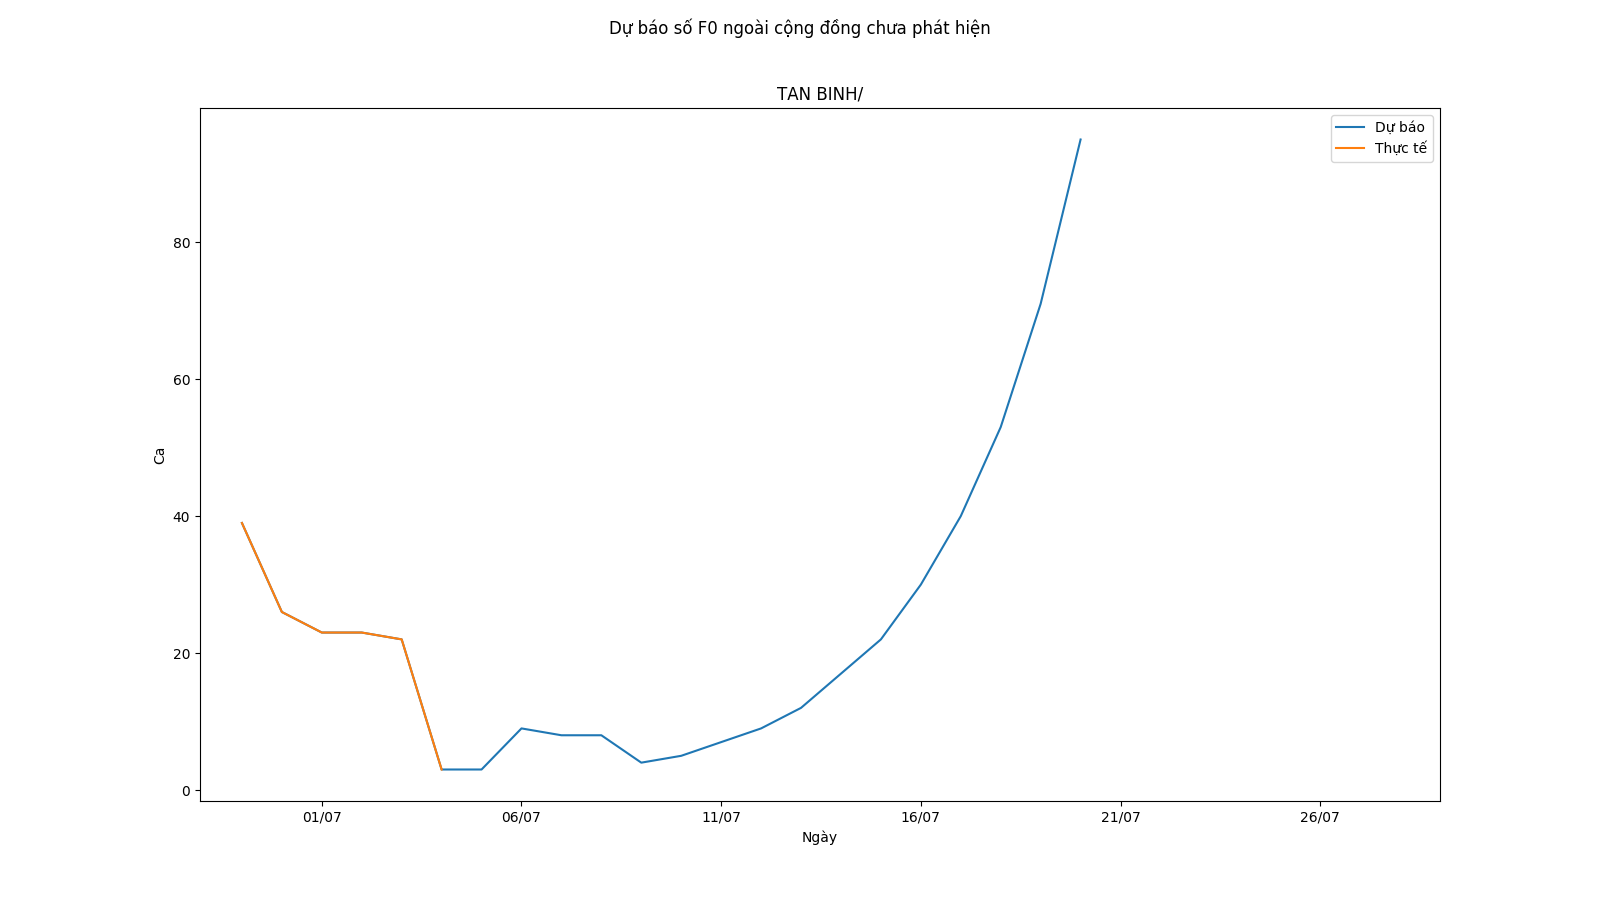 Dự báo số F0 ngoài cộng đồng chưa phát hiện
TAN BINH/
Dự báo
Thực tế
80
60
40
20
0
Ca
01/07
06/07
11/07
16/07
21/07
26/07
Ngày